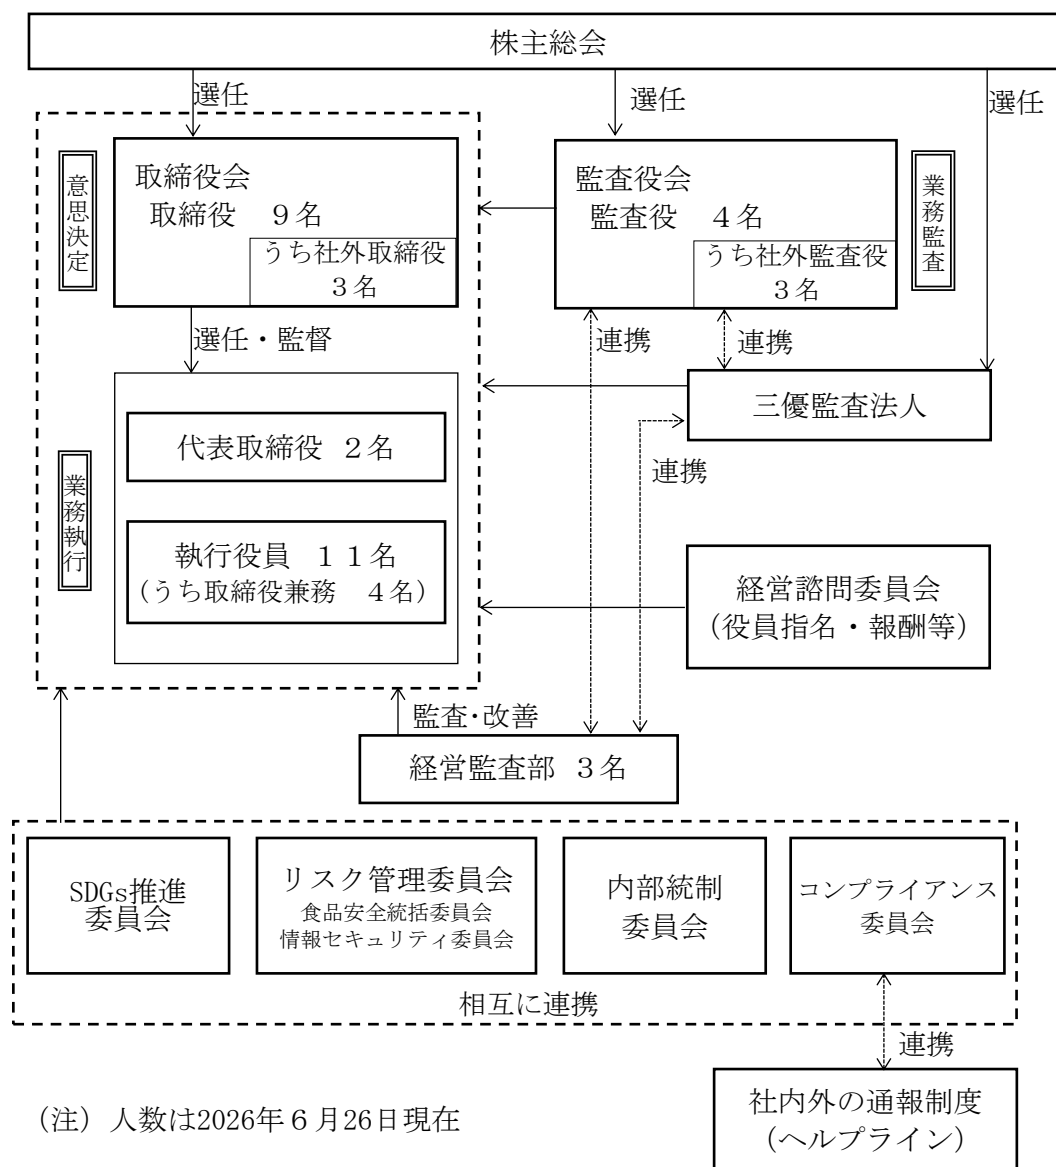 株主総会
選任
選任
選任
意思決定
取締役会
取締役　９名
うち社外取締役
３名
監査役会
監査役　４名
うち社外監査役
３名
業務監査
選任・監督
連携
連携
三優監査法人
代表取締役　２名
連携
業務執行
執行役員　１１名
（うち取締役兼務　４名）
経営諮問委員会
（役員指名・報酬等）
監査・改善
経営監査部　３名
SDGs推進
委員会
リスク管理委員会
食品安全統括委員会
情報セキュリティ委員会
内部統制
委員会
コンプライアンス
委員会
相互に連携
連携
社内外の通報制度
（ヘルプライン）
（注）人数は2026年６月26日現在